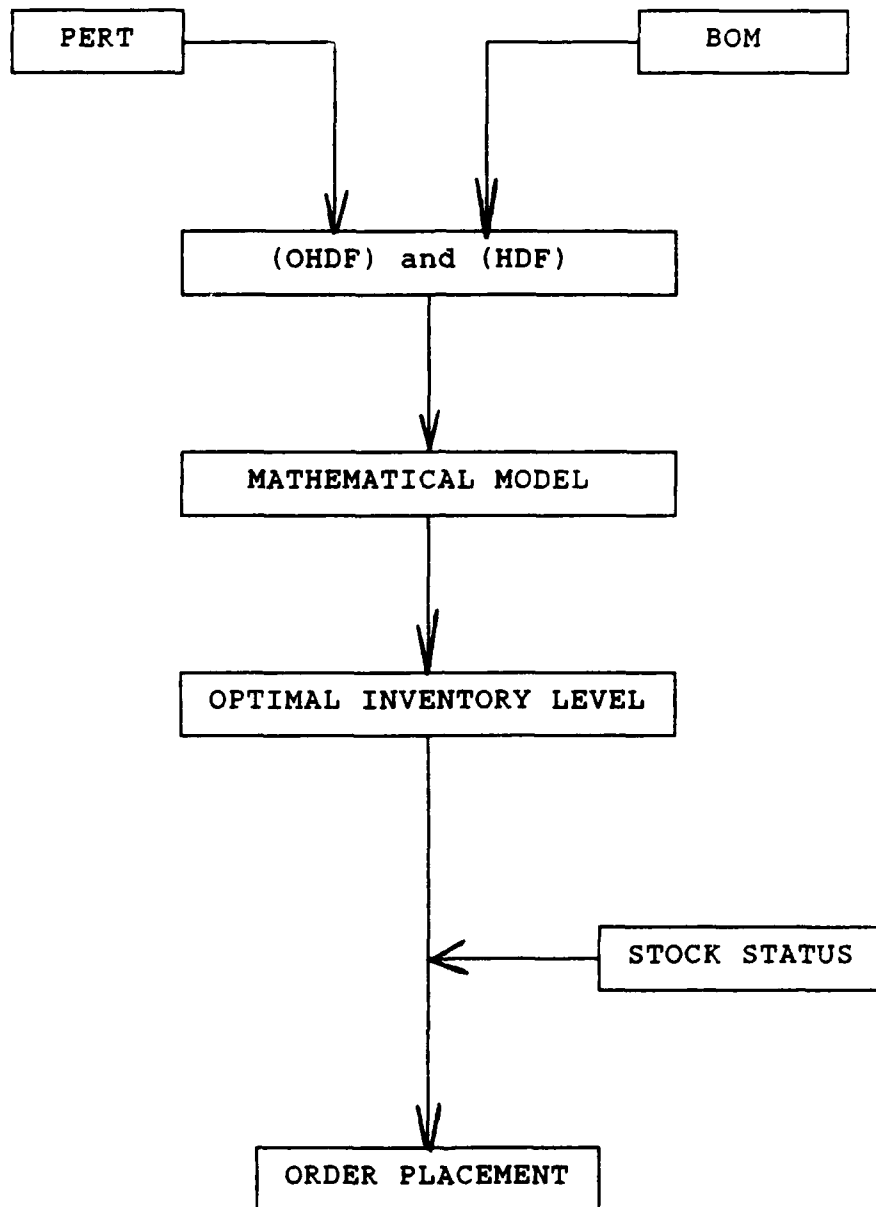 PERT
BOM
(OHDF) and (HDF)
MATHEMATICAL MODEL
OPTIMAL INVENTORY LEVEL
STOCK STATUS
ORDER PLACEMENT